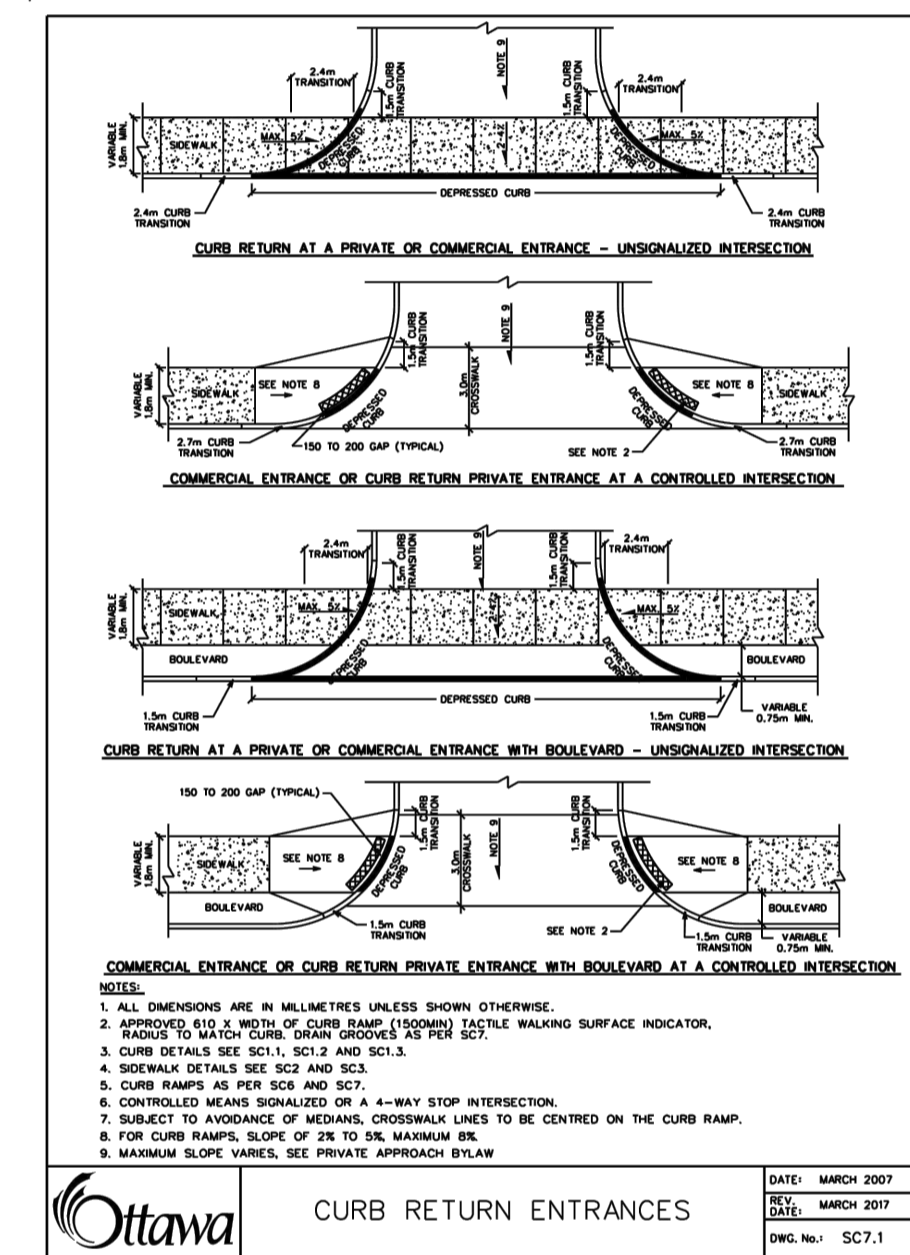 2.4m
TRANSITION
1.5m CURB
TRANSITION
NOTE 9
1.5m CURB
TRANSITION
2.4m
TRANSITION
VARIABLE
1.8m MIN.
SIDEWALK
MAX. 5%
DEPRESSED
CURB
2-4%
DEPRESSED
CURB
MAX. 5%
DEPRESSED CURB
2.4m CURB
TRANSITION
2.4m CURB
TRANSITION
CURB RETURN AT A PRIVATE OR COMMERCIAL ENTRANCE - UNSIGNALIZED INTERSECTION
1.5m CURB
TRANSITION
NOTE 9
1.5m CURB
TRANSITION
VARIABLE
1.8m MIN.
SIDEWALK
SEE NOTE 8
DEPRESSED
CURB
3.0m
CROSSWALK
DEPRESSED
CURB
SEE NOTE 8
SIDEWALK
2.7m CURB
TRANSITION
150 TO 200 GAP (TYPICAL)
SEE NOTE 2
2.7m CURB
TRANSITION
COMMERCIAL ENTRANCE OR CURB RETURN PRIVATE ENTRANCE AT A CONTROLLED INTERSECTION
2.4m
TRANSITION
1.5m CURB
TRANSITION
NOTE 9
1.5m CURB
TRANSITION
2.4m
TRANSITION
VARIABLE
1.8m MIN.
SIDEWALK
MAX. 5%
2-4%
MAX. 5%
BOULEVARD
DEPRESSED
CURB
DEPRESSED
CURB
BOULEVARD
DEPRESSED CURB
1.5m CURB
TRANSITION
1.5m CURB
TRANSITION
VARIABLE
0.75m MIN.
CURB RETURN AT A PRIVATE OR COMMERCIAL ENTRANCE WITH BOULEVARD - UNSIGNALIZED INTERSECTION
150 TO 200 GAP (TYPICAL)
1.5m CURB
TRANSITION
NOTE 9
1.5m CURB
TRANSITION
VARIABLE
1.8m MIN.
SIDEWALK
SEE NOTE 8
DEPRESSED
CURB
3.0m
CROSSWALK
DEPRESSED
CURB
SEE NOTE 8
BOULEVARD
BOULEVARD
1.5m CURB
TRANSITION
SEE NOTE 2
1.5m CURB
TRANSITION
VARIABLE
0.75m MIN.
COMMERCIAL ENTRANCE OR CURB RETURN PRIVATE ENTRANCE WITH BOULEVARD AT A CONTROLLED INTERSECTION
NOTES:
1. ALL DIMENSIONS ARE IN MILLIMETRES UNLESS SHOWN OTHERWISE.
2. APPROVED 610 X WIDTH OF CURB RAMP (1500MIN) TACTILE WALKING SURFACE INDICATOR,
RADIUS TO MATCH CURB. DRAIN GROOVES AS PER SC7.
3. CURB DETAILS SEE SC1.1, SC1.2 AND SC1.3.
4. SIDEWALK DETAILS SEE SC2 AND SC3.
5. CURB RAMPS AS PER SC6 AND SC7.
6. CONTROLLED MEANS SIGNALIZED OR A 4-WAY STOP INTERSECTION.
7. SUBJECT TO AVOIDANCE OF MEDIANS, CROSSWALK LINES TO BE CENTRED ON THE CURB RAMP.
8. FOR CURB RAMPS, SLOPE OF 2% TO 5%, MAXIMUM 8%.
9. MAXIMUM SLOPE VARIES, SEE PRIVATE APPROACH BYLAW
Ottawa
CURB RETURN ENTRANCES
DATE: MARCH 2007
REV.
DATE: MARCH 2017
DWG. No.: SC7.1